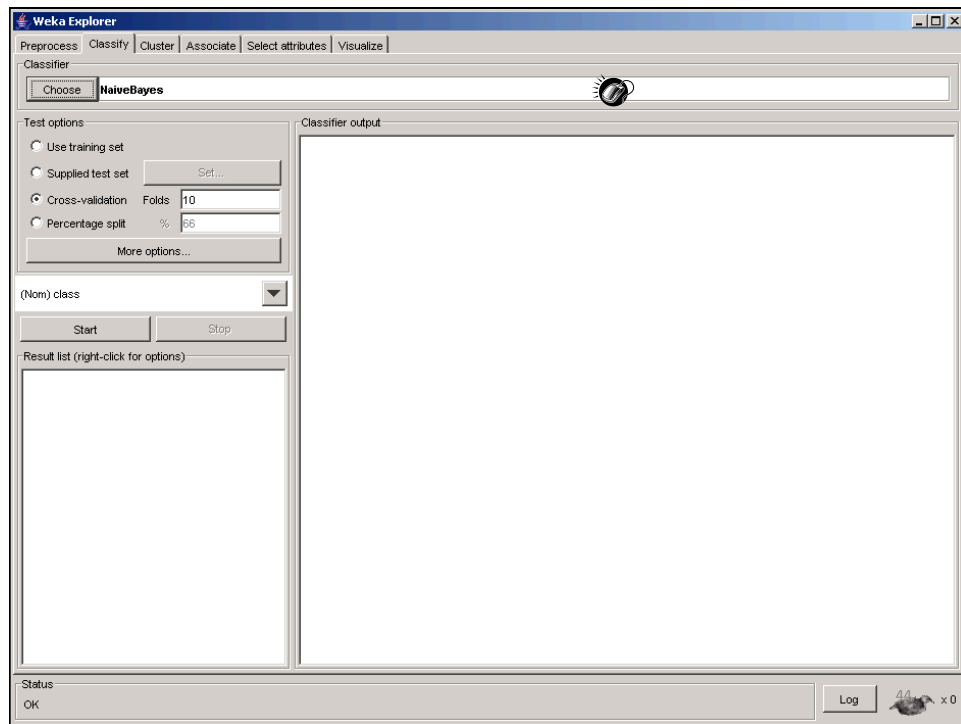 Weka Explorer
Preprocess Classify Cluster Associate Select attributes Visualize
Classifier
Choose NaiveBayes
Test options
Use training set
Supplied test set Set...
Cross-validation Folds 10
Percentage split % 66
More options...
(Nom) class
Start Stop
Result list (right-click for options)
Classifier output
Status
OK
Log x 0